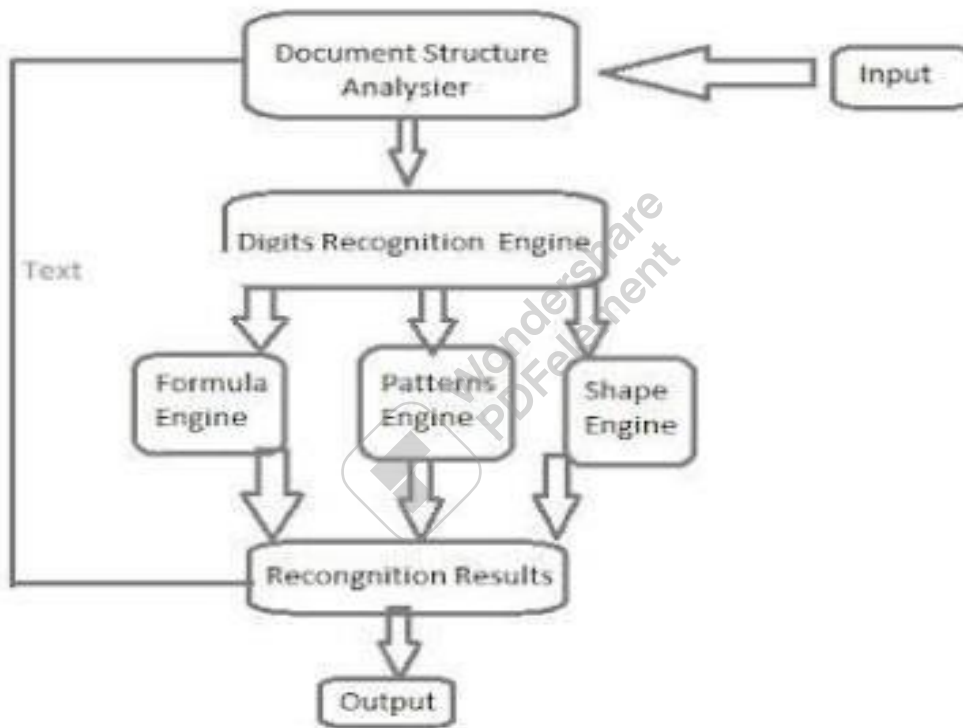 Document Structure
Analysier
Input
Digits Recognition Engine
Text
Formula
Engine
Patterns
Engine
Shape
Engine
Recongnition Results
Output
Wondershare
PDFelement